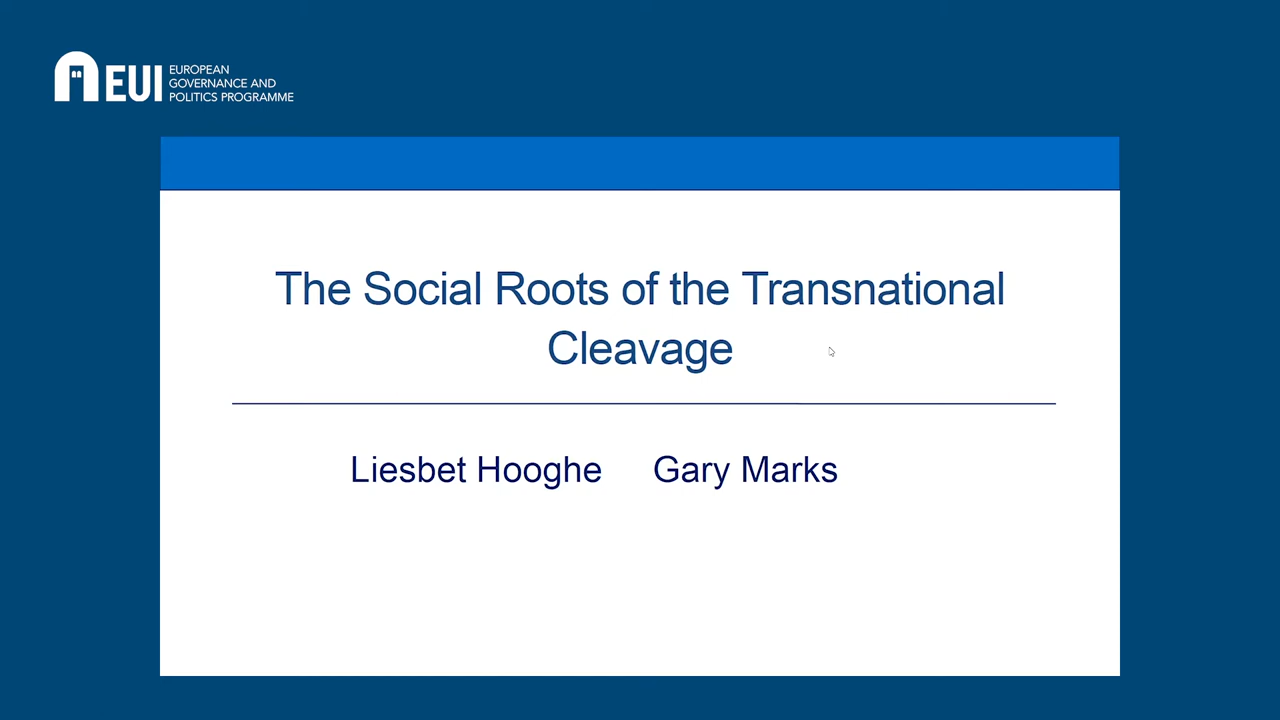 EUI
EUROPEAN
GOVERNANCE AND
POLITICS PROGRAMME
The Social Roots of the Transnational
Cleavage
Liesbet Hooghe Gary Marks